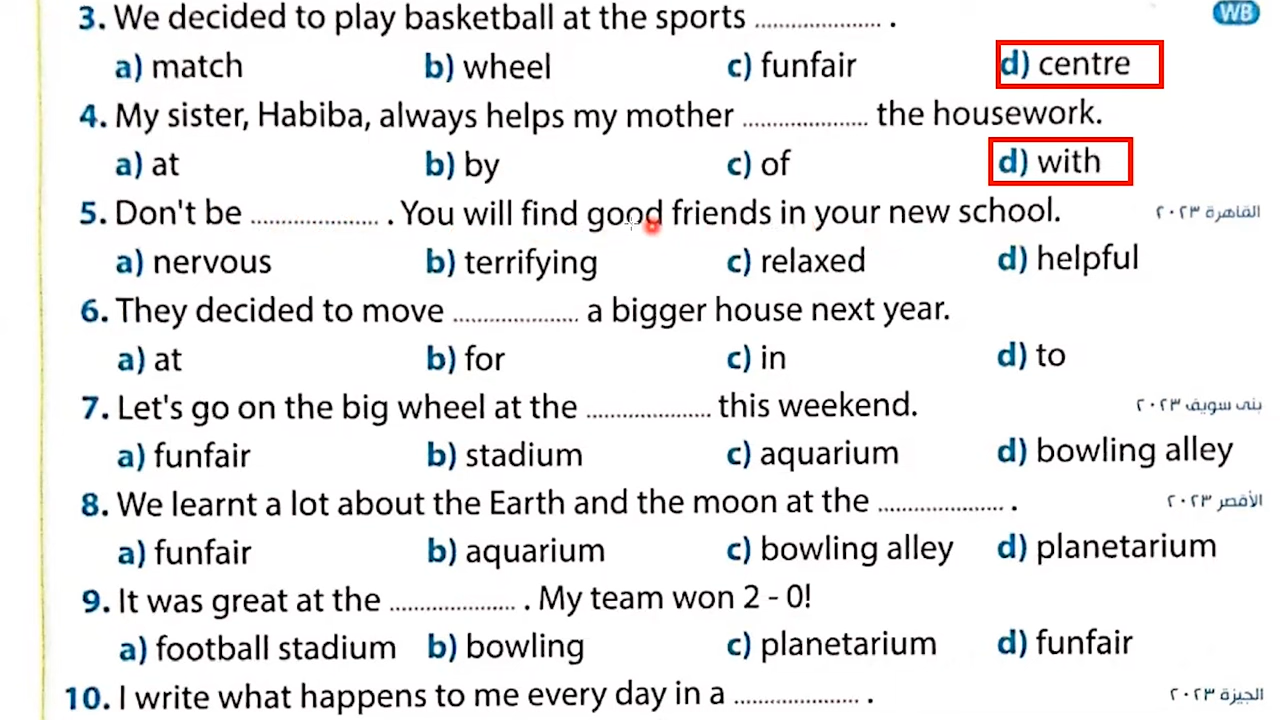 3. We decided to play basketball at the sports .................... . WB
a) match b) wheel c) funfair d) centre
4. My sister, Habiba, always helps my mother .................... the housework.
a) at b) by c) of d) with
5. Don't be .................... . You will find good friends in your new school. القاهرة ٢٠٢٣
a) nervous b) terrifying c) relaxed d) helpful
6. They decided to move .................... a bigger house next year.
a) at b) for c) in d) to
7. Let's go on the big wheel at the .................... this weekend. بنى سويف ٢٠٢٣
a) funfair b) stadium c) aquarium d) bowling alley
8. We learnt a lot about the Earth and the moon at the .................... . الأقصر ٢٠٢٣
a) funfair b) aquarium c) bowling alley d) planetarium
9. It was great at the .................... . My team won 2 - 0!
a) football stadium b) bowling c) planetarium d) funfair
10. I write what happens to me every day in a .................... . الجيزة ٢٠٢٣